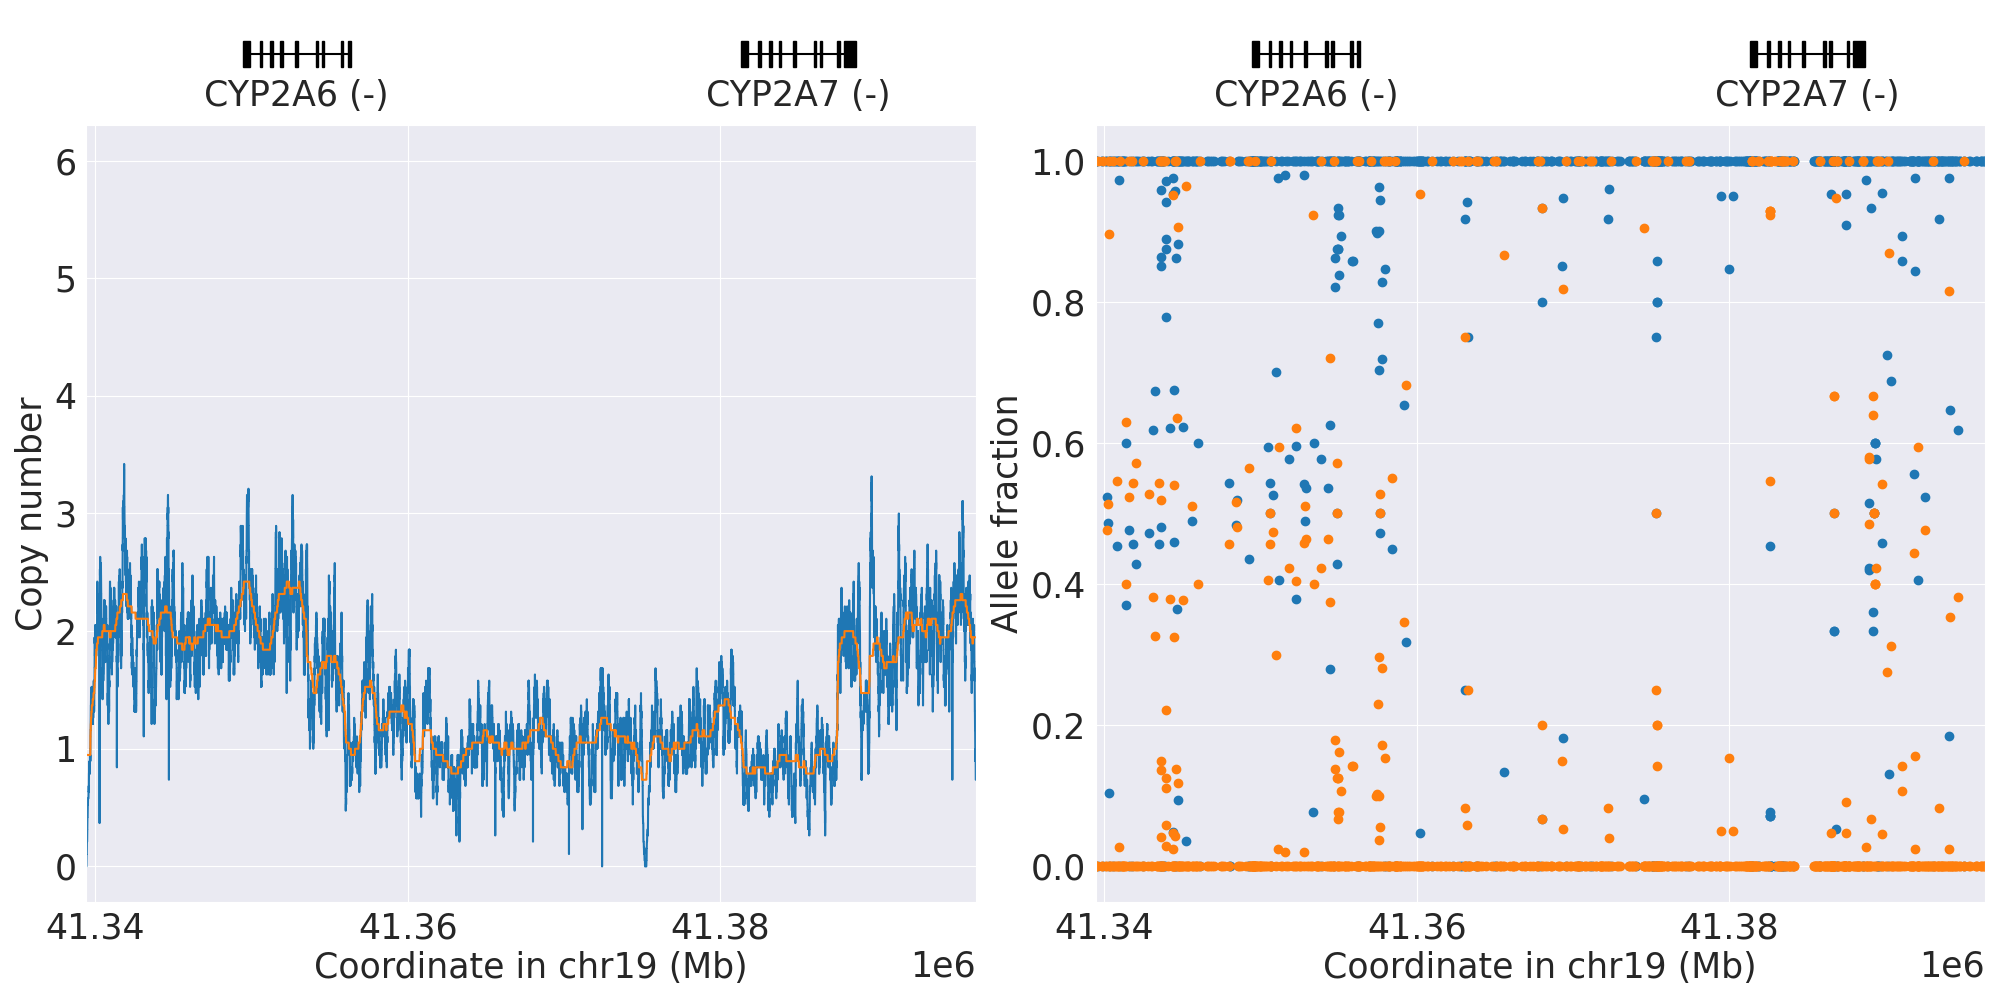 CYP2A6 (-)
CYP2A7 (-)
6
5
4
3
2
1
0
Copy number
41.34
41.36
41.38
Coordinate in chr19 (Mb)
1e6
CYP2A6 (-)
CYP2A7 (-)
1.0
0.8
0.6
0.4
0.2
0.0
Allele fraction
41.34
41.36
41.38
Coordinate in chr19 (Mb)
1e6